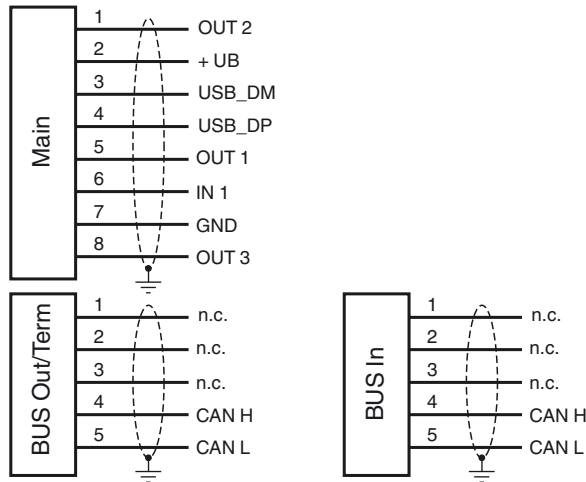 Main
1 OUT 2
2 + UB
3 USB_DM
4 USB_DP
5 OUT 1
6 IN 1
7 GND
8 OUT 3
BUS Out/Term
1 n.c.
2 n.c.
3 n.c.
4 CAN H
5 CAN L
BUS In
1 n.c.
2 n.c.
3 n.c.
4 CAN H
5 CAN L